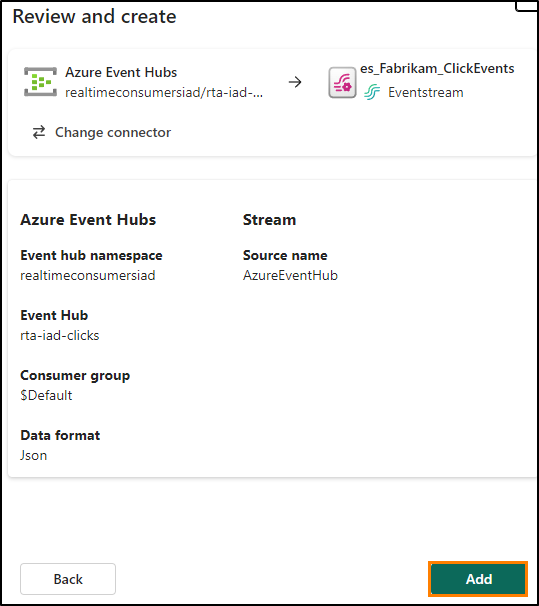 Review and create
Azure Event Hubs
realtimeconsumersiad/rta-iad-...
es_Fabrikam_ClickEvents
Eventstream
Change connector
Azure Event Hubs
Stream
Event hub namespace
Source name
realtimeconsumersiad
AzureEventHub
Event Hub
rta-iad-clicks
Consumer group
$Default
Data format
Json
Back
Add